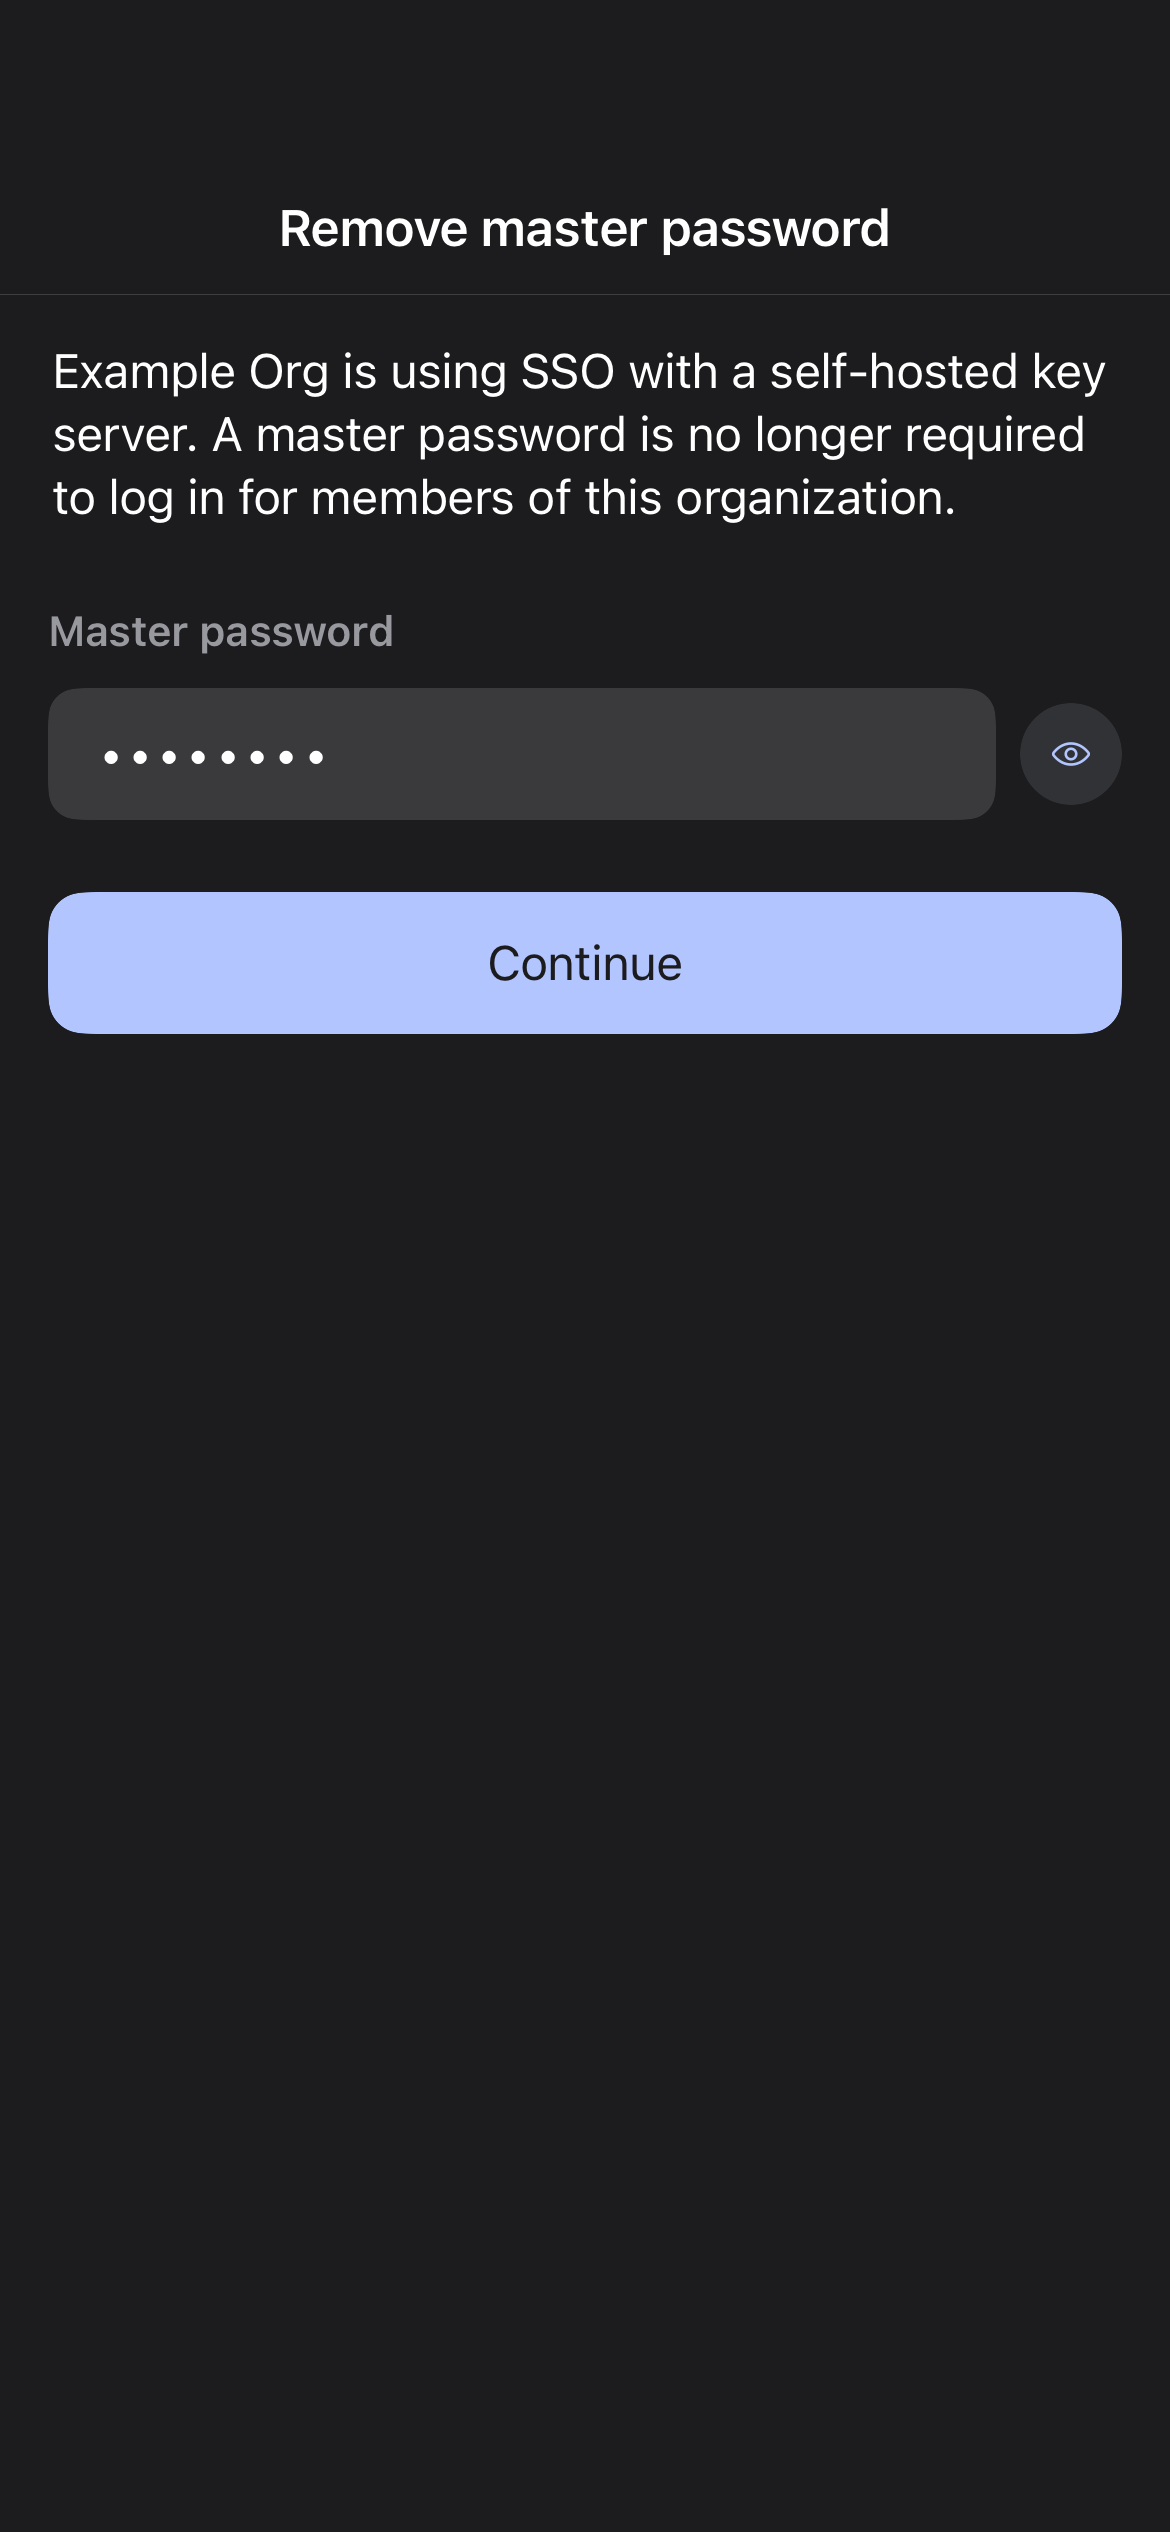 Remove master password
Example Org is using SSO with a self-hosted key
server. A master password is no longer required
to log in for members of this organization.
Master password
••••••••
Continue